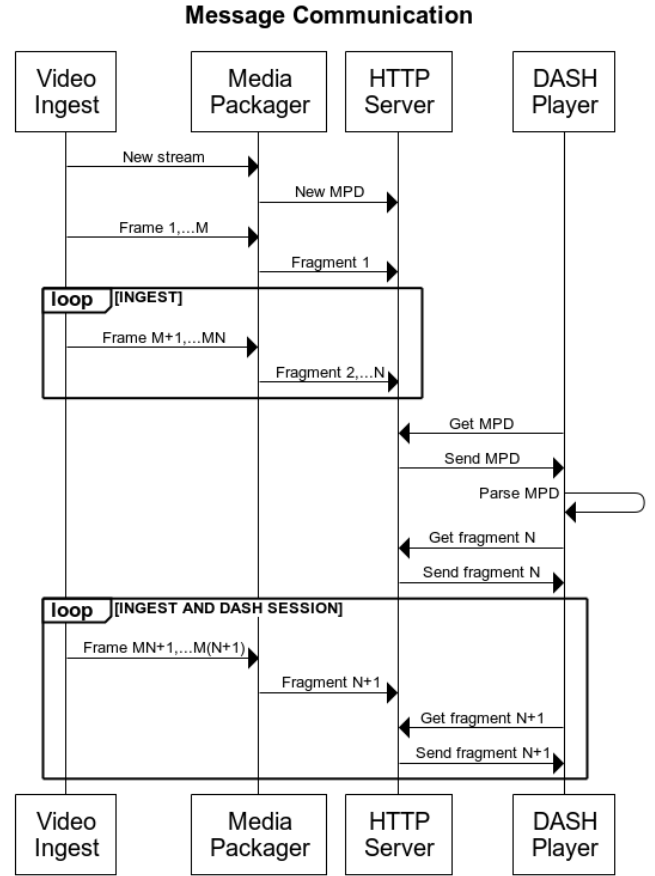 Message Communication
Video
Ingest
Media
Packager
HTTP
Server
DASH
Player
New stream
New MPD
Frame 1,...M
Fragment 1
loop [INGEST]
Frame M+1,...MN
Fragment 2,...N
Get MPD
Send MPD
Parse MPD
Get fragment N
Send fragment N
loop [INGEST AND DASH SESSION]
Frame MN+1,...M(N+1)
Fragment N+1
Get fragment N+1
Send fragment N+1
Video
Ingest
Media
Packager
HTTP
Server
DASH
Player